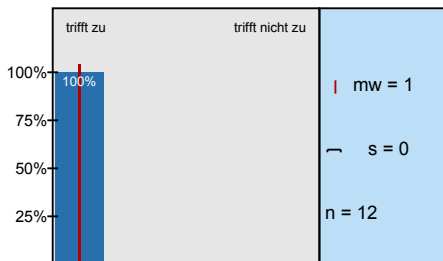 trifft zu
trifft nicht zu
100%
100%
75%
50%
25%
mw = 1
s = 0
n = 12